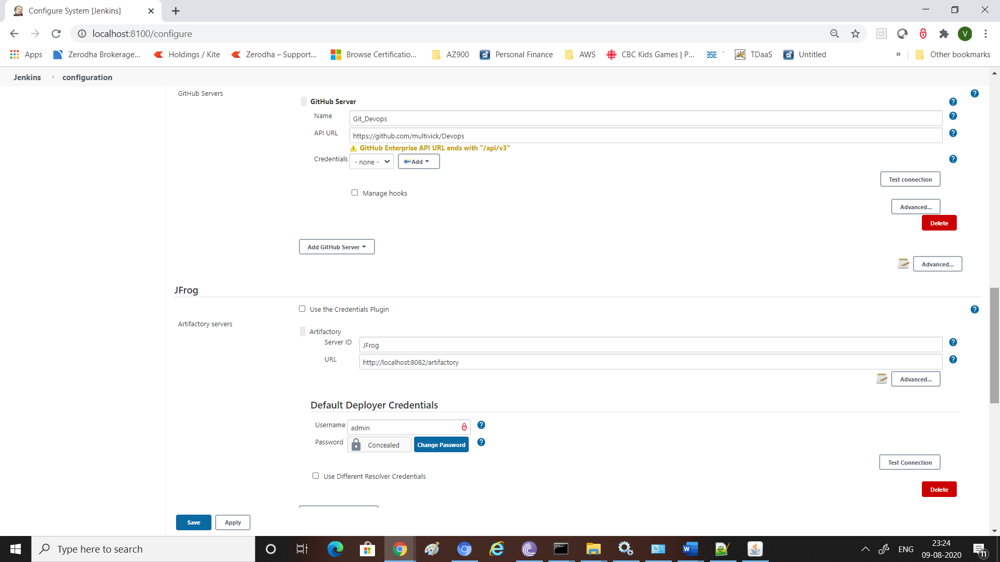 Configure System [Jenkins]
localhost:8100/configure
V
Apps
Zerodha Brokerage...
Holdings / Kite
Zerodha – Support...
Browse Certificatio...
AZ900
Personal Finance
AWS
CBC Kids Games | P...
BSE
`
TDaaS
Untitled
»
Other bookmarks
Jenkins
configuration
GitHub Servers
GitHub Server
Name
Git_Devops
API URL
https://github.com/multivick/Devops
GitHub Enterprise API URL ends with "/api/v3"
Credentials
- none -
Add
Test connection
Manage hooks
Advanced...
Delete
Add GitHub Server
Advanced...
JFrog
Use the Credentials Plugin
Artifactory servers
Artifactory
Server ID
JFrog
URL
http://localhost:8082/artifactory
Advanced...
Default Deployer Credentials
Username
admin
Password
Concealed
Change Password
Test Connection
Use Different Resolver Credentials
Delete
Save
Apply
Type here to search
ENG
23:24
09-08-2020
11